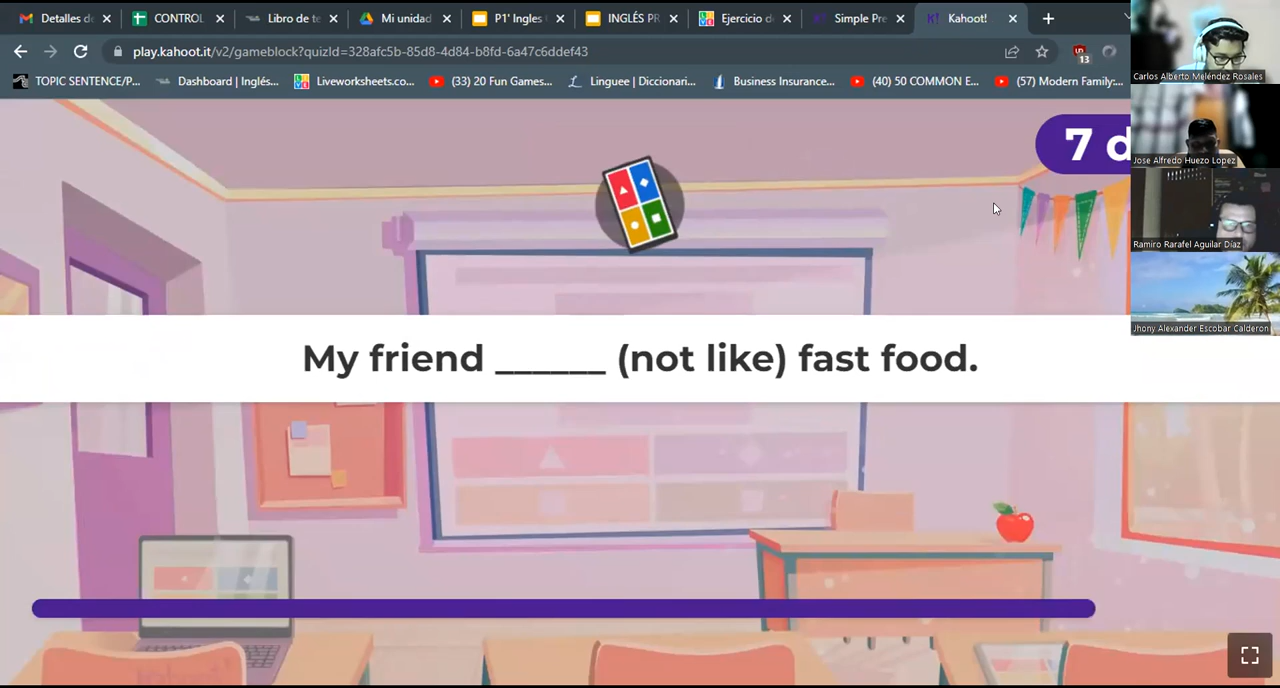 Detalles de
CONTROL
Libro de te
Mi unidad
P1' Ingles
INGLÉS PR
Ejercicio d
Simple Pre
Kahoot!
play.kahoot.it/v2/gameblock?quizId=328afc5b-85d8-4d84-b8fd-6a47c6ddef43
13
TOPIC SENTENCE/P...
Dashboard | Inglés...
Liveworksheets.co...
(33) 20 Fun Games...
Linguee | Diccionari...
Business Insurance...
(40) 50 COMMON E...
(57) Modern Family:...
Carlos Alberto Meléndez Rosales
7 d
Jose Alfredo Huezo Lopez
Ramiro Rarafel Aguilar Díaz
Jhony Alexander Escobar Calderon
My friend ______ (not like) fast food.